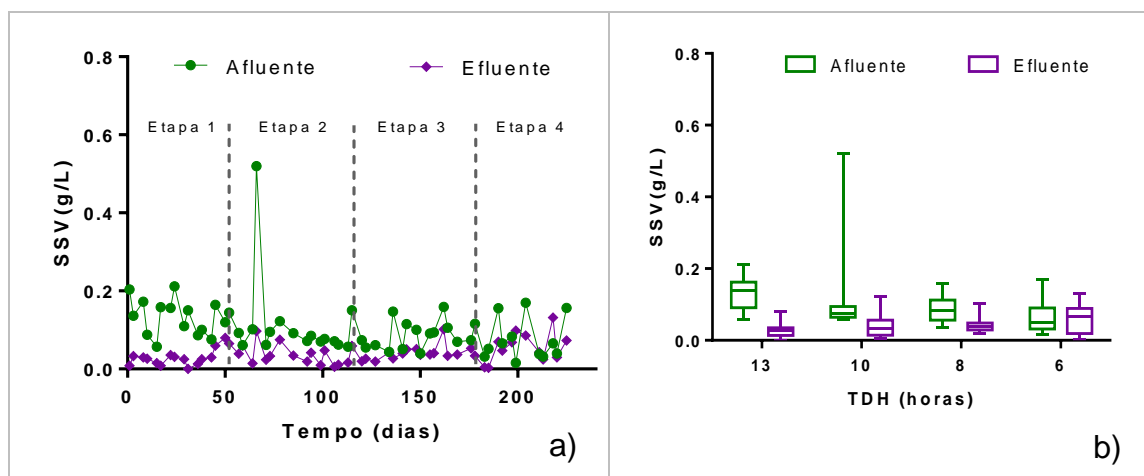 Afluente Efluente
0.8
0.6
0.4
0.2
0.0
SSV(g/L)
Etapa 1 Etapa 2 Etapa 3 Etapa 4
0 50 100 150 200
Tempo (dias)
a)
Afluente Efluente
0.8
0.6
0.4
0.2
0.0
SSV(g/L)
13 10 8 6
TDH (horas)
b)